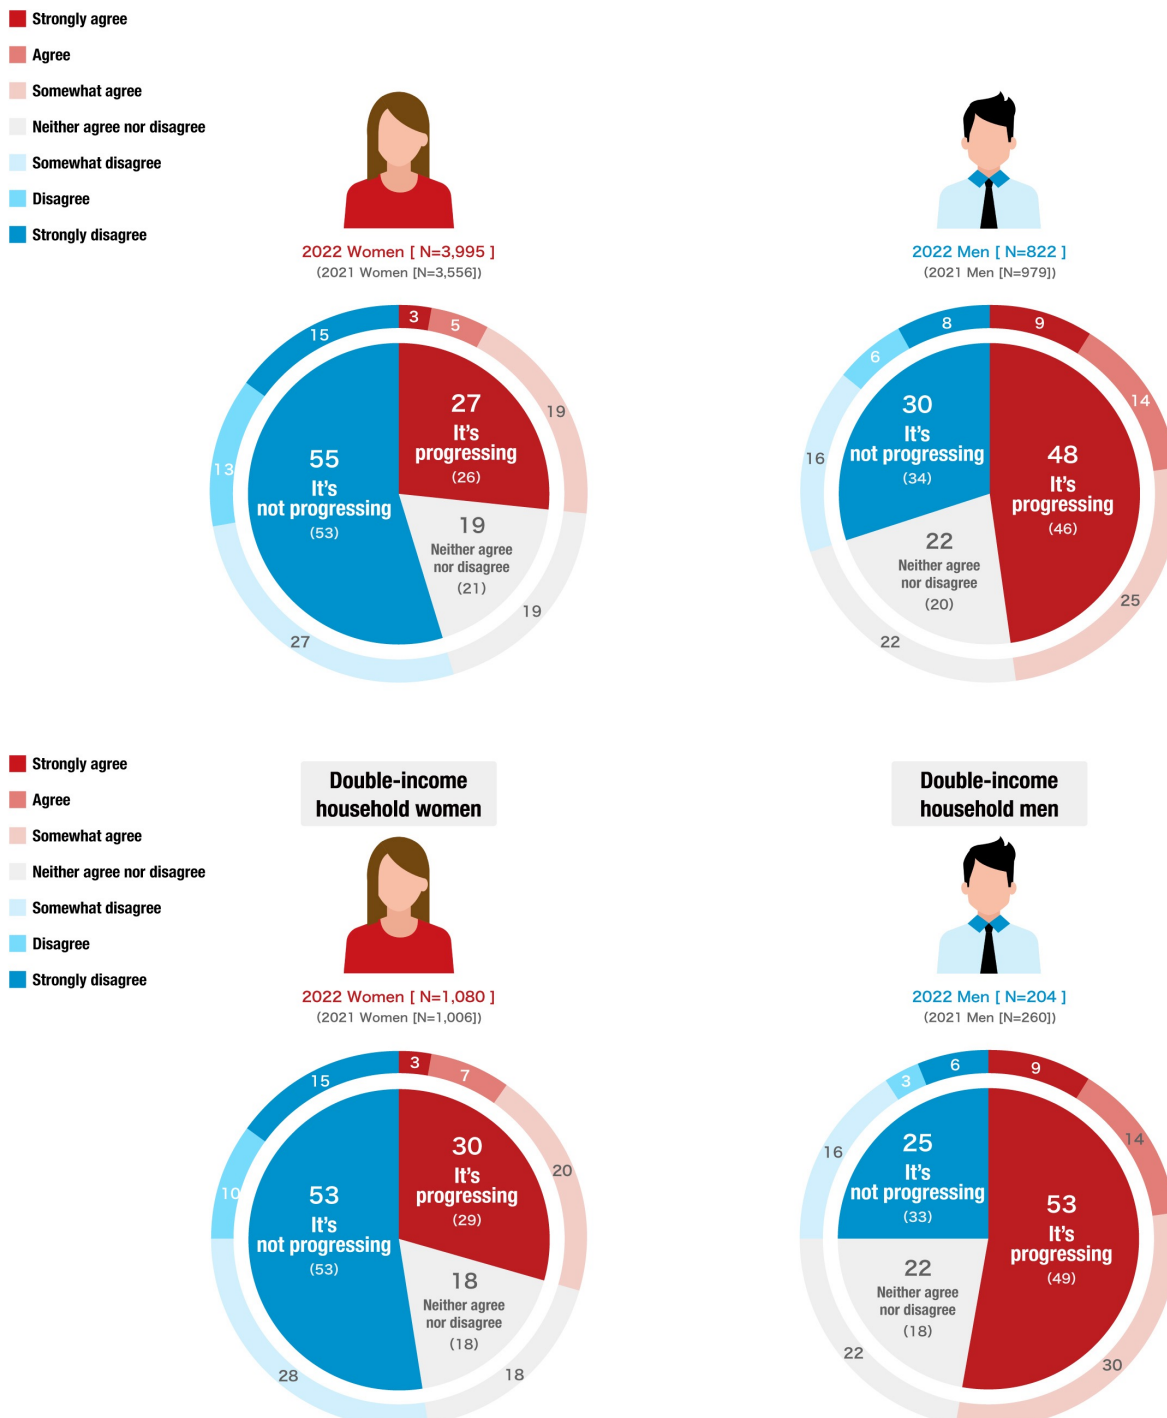 Strongly agree
Agree
Somewhat agree
Neither agree nor disagree
Somewhat disagree
Disagree
Strongly disagree
2022 Women [ N=3,995 ]
(2021 Women [N=3,556])
3
5
19
19
27
13
15
27
It's
progressing
(26)
19
Neither agree
nor disagree
(21)
55
It's
not progressing
(53)
2022 Men [ N=822 ]
(2021 Men [N=979])
9
14
25
22
16
6
8
48
It's
progressing
(46)
22
Neither agree
nor disagree
(20)
30
It's
not progressing
(34)
Strongly agree
Agree
Somewhat agree
Neither agree nor disagree
Somewhat disagree
Disagree
Strongly disagree
Double-income
household women
2022 Women [ N=1,080 ]
(2021 Women [N=1,006])
3
7
20
18
28
10
15
30
It's
progressing
(29)
18
Neither agree
nor disagree
(18)
53
It's
not progressing
(53)
Double-income
household men
2022 Men [ N=204 ]
(2021 Men [N=260])
9
14
30
22
16
3
6
53
It's
progressing
(49)
22
Neither agree
nor disagree
(18)
25
It's
not progressing
(33)